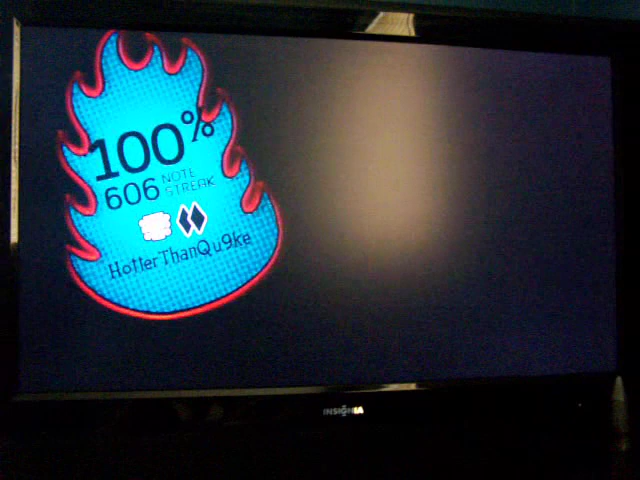 100%
606 NOTE
STREAK
HotterThanQu9ke
INSIGNIA